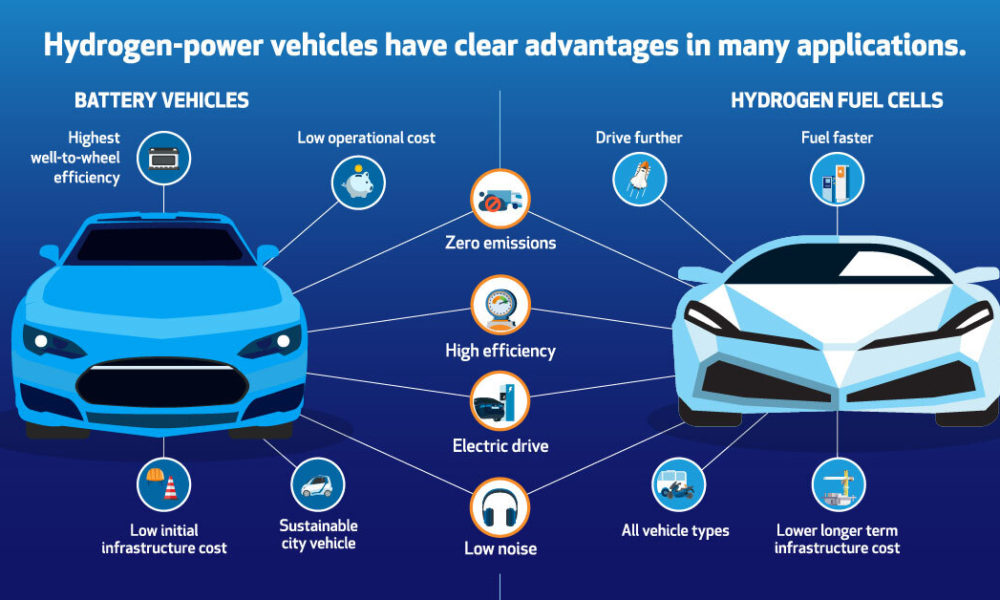 Hydrogen-power vehicles have clear advantages in many applications.
BATTERY VEHICLES
HYDROGEN FUEL CELLS
Highest
well-to-wheel
efficiency
Low operational cost
Drive further
Fuel faster
Zero emissions
High efficiency
Electric drive
Low noise
Low initial
infrastructure cost
Sustainable
city vehicle
All vehicle types
Lower longer term
infrastructure cost